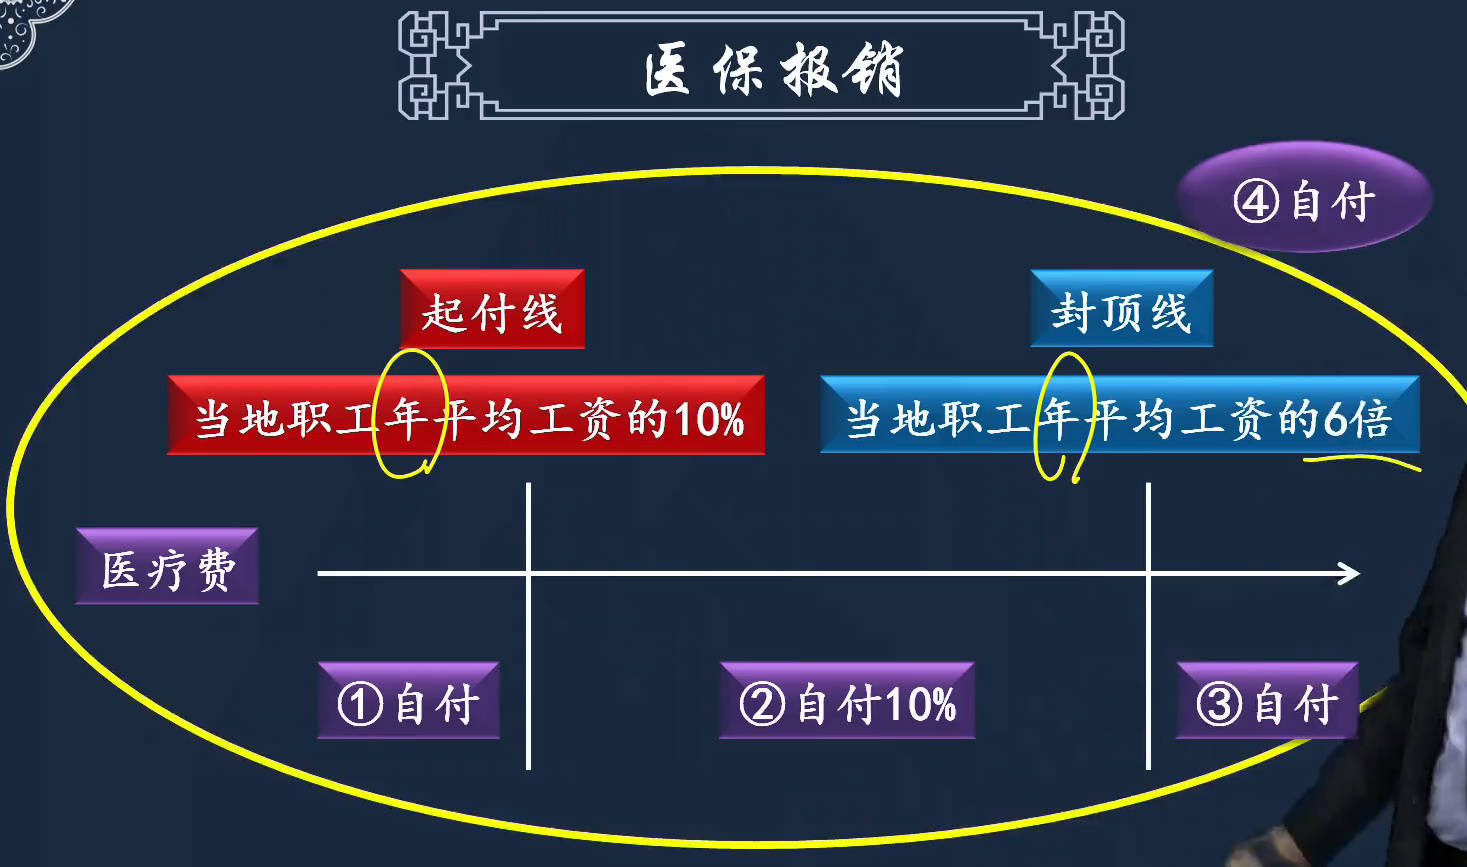 医保报销
④自付
起付线
封顶线
当地职工年平均工资的10%
当地职工年平均工资的6倍
医疗费
①自付
②自付10%
③自付